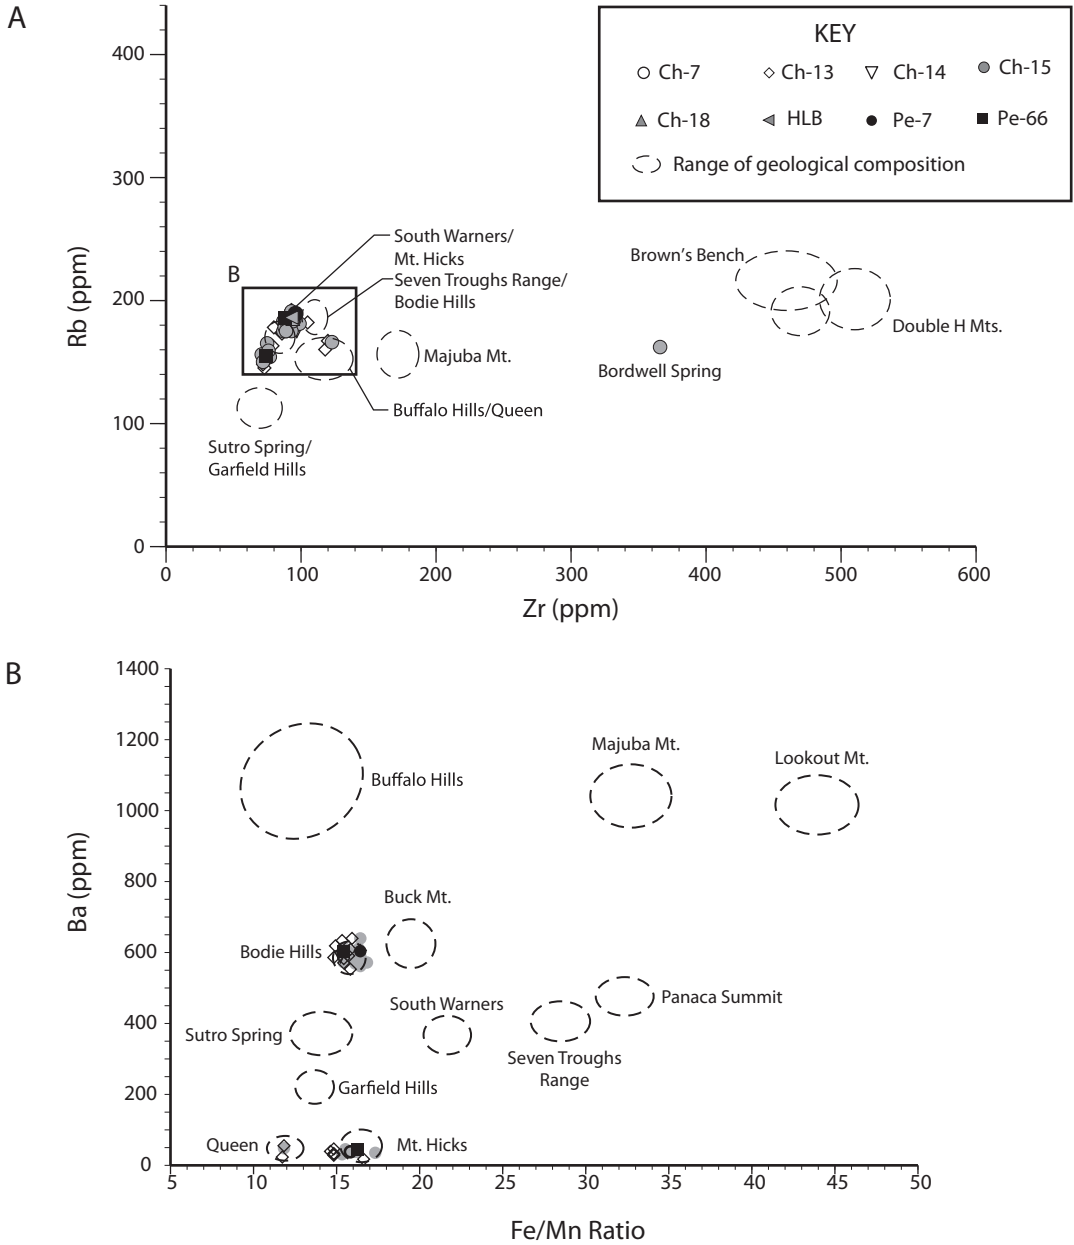 A
400
300
200
100
0
Rb (ppm)
KEY
Ch-7
Ch-13
Ch-14
Ch-15
Ch-18
HLB
Pe-7
Pe-66
Range of geological composition
South Warners/
Mt. Hicks
B
Seven Troughs Range/
Bodie Hills
Majuba Mt.
Buffalo Hills/Queen
Sutro Spring/
Garfield Hills
Brown's Bench
Double H Mts.
Bordwell Spring
0 100 200 300 400 500 600
Zr (ppm)
B
1400
1200
1000
800
600
400
200
0
Ba (ppm)
Majuba Mt.
Lookout Mt.
Buffalo Hills
Buck Mt.
Bodie Hills
Panaca Summit
South Warners
Sutro Spring
Seven Troughs
Range
Garfield Hills
Queen
Mt. Hicks
5 10 15 20 25 30 35 40 45 50
Fe/Mn Ratio